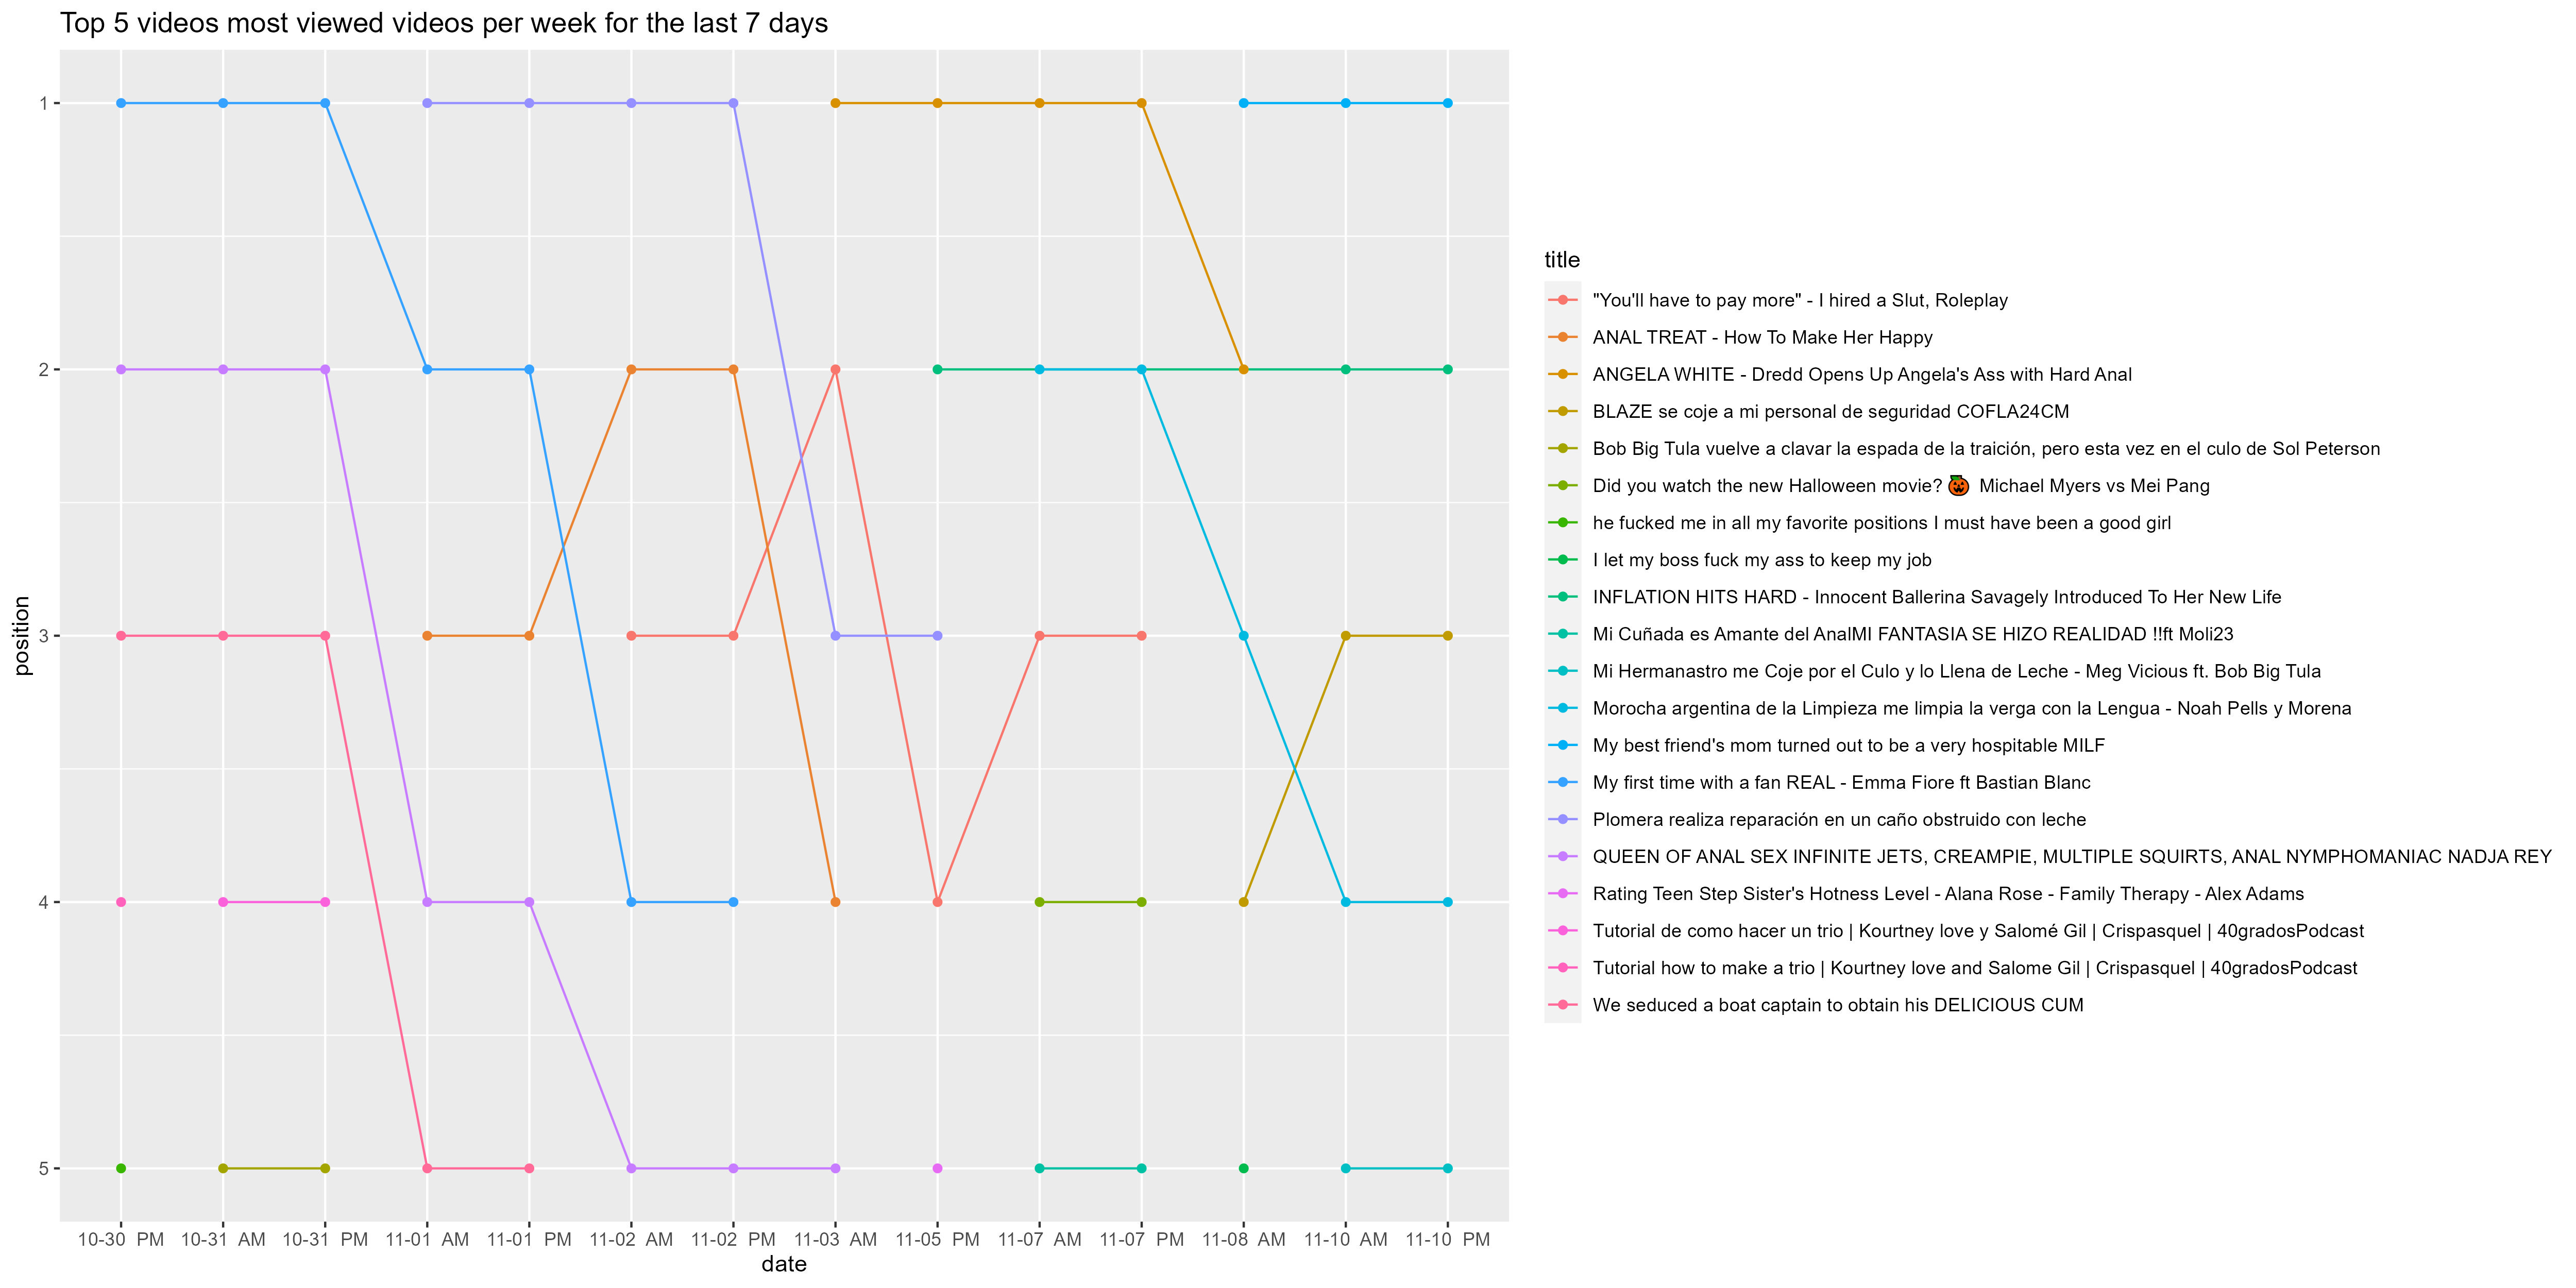 Top 5 videos most viewed videos per week for the last 7 days
position
1
2
3
4
5
10-30 PM
10-31 AM
10-31 PM
11-01 AM
11-01 PM
11-02 AM
11-02 PM
11-03 AM
11-05 PM
11-07 AM
11-07 PM
11-08 AM
11-10 AM
11-10 PM
date
title
"You'll have to pay more" - I hired a Slut, Roleplay
ANAL TREAT - How To Make Her Happy
ANGELA WHITE - Dredd Opens Up Angela's Ass with Hard Anal
BLAZE se coje a mi personal de seguridad COFLA24CM
Bob Big Tula vuelve a clavar la espada de la traición, pero esta vez en el culo de Sol Peterson
Did you watch the new Halloween movie? 🎃 Michael Myers vs Mei Pang
he fucked me in all my favorite positions I must have been a good girl
I let my boss fuck my ass to keep my job
INFLATION HITS HARD - Innocent Ballerina Savagely Introduced To Her New Life
Mi Cuñada es Amante del AnalMI FANTASIA SE HIZO REALIDAD !!ft Moli23
Mi Hermanastro me Coje por el Culo y lo Llena de Leche - Meg Vicious ft. Bob Big Tula
Morocha argentina de la Limpieza me limpia la verga con la Lengua - Noah Pells y Morena
My best friend's mom turned out to be a very hospitable MILF
My first time with a fan REAL - Emma Fiore ft Bastian Blanc
Plomera realiza reparación en un caño obstruido con leche
QUEEN OF ANAL SEX INFINITE JETS, CREAMPIE, MULTIPLE SQUIRTS, ANAL NYMPHOMANIAC NADJA REY
Rating Teen Step Sister's Hotness Level - Alana Rose - Family Therapy - Alex Adams
Tutorial de como hacer un trio | Kourtney love y Salomé Gil | Crispasquel | 40gradosPodcast
Tutorial how to make a trio | Kourtney love and Salome Gil | Crispasquel | 40gradosPodcast
We seduced a boat captain to obtain his DELICIOUS CUM